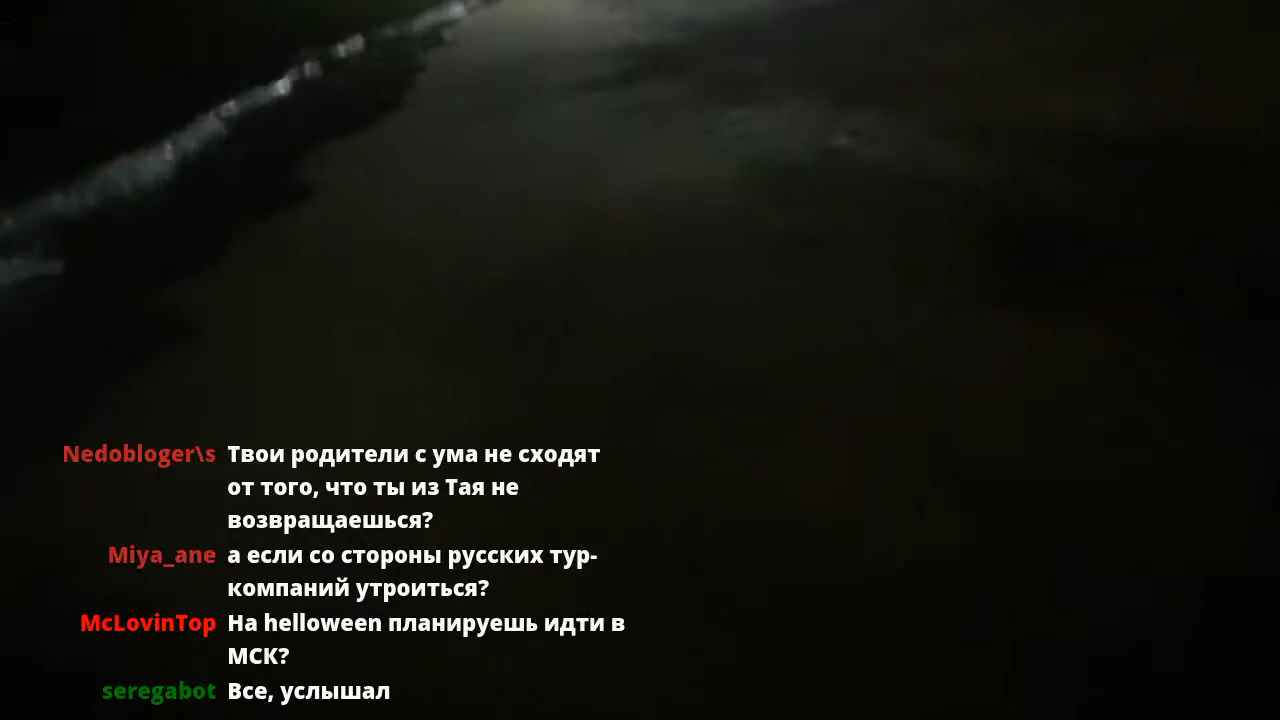 Nedobloger\s Твои родители с ума не сходят
от того, что ты из Тая не
возвращаешься?
Miya_ane а если со стороны русских тур-
компаний утроиться?
McLovinTop На helloween планируешь идти в
МСК?
seregabot Все, услышал